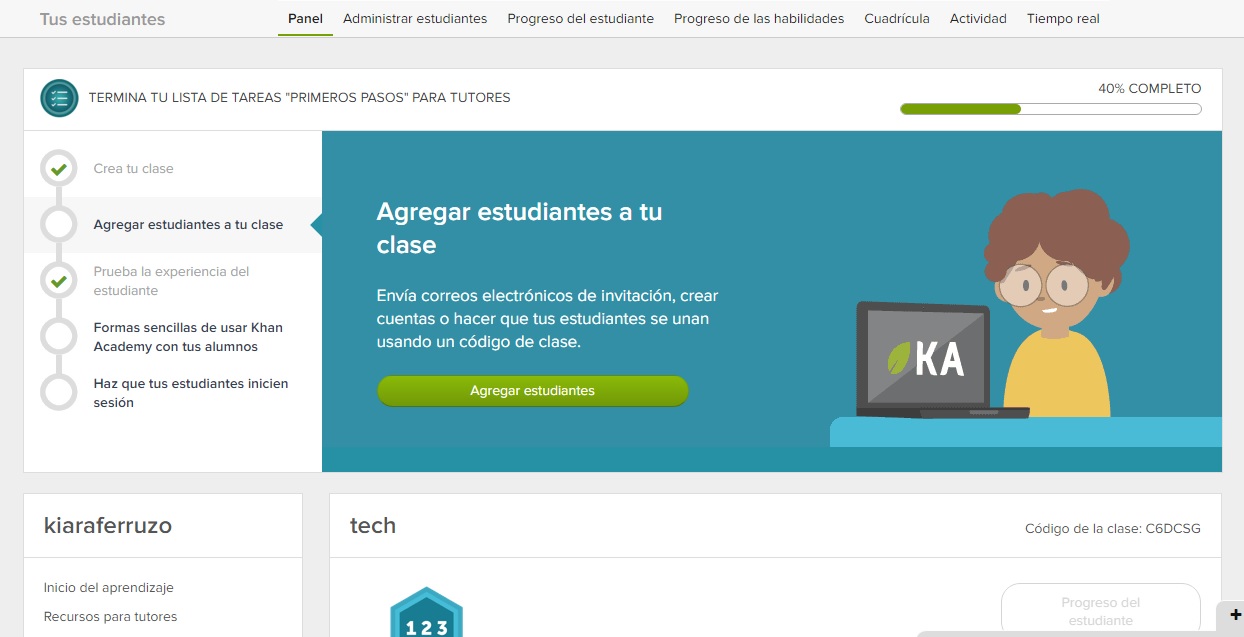 Tus estudiantes
Panel
Administrar estudiantes
Progreso del estudiante
Progreso de las habilidades
Cuadrícula
Actividad
Tiempo real
TERMINA TU LISTA DE TAREAS "PRIMEROS PASOS" PARA TUTORES
40% COMPLETO
Crea tu clase
Agregar estudiantes a tu clase
Prueba la experiencia del
estudiante
Formas sencillas de usar Khan
Academy con tus alumnos
Haz que tus estudiantes inicien
sesión
Agregar estudiantes a tu
clase
Envía correos electrónicos de invitación, crear
cuentas o hacer que tus estudiantes se unan
usando un código de clase.
Agregar estudiantes
KA
kiaraferruzo
Inicio del aprendizaje
Recursos para tutores
tech
Código de la clase: C6DCSG
123
Progreso del
estudiante
+